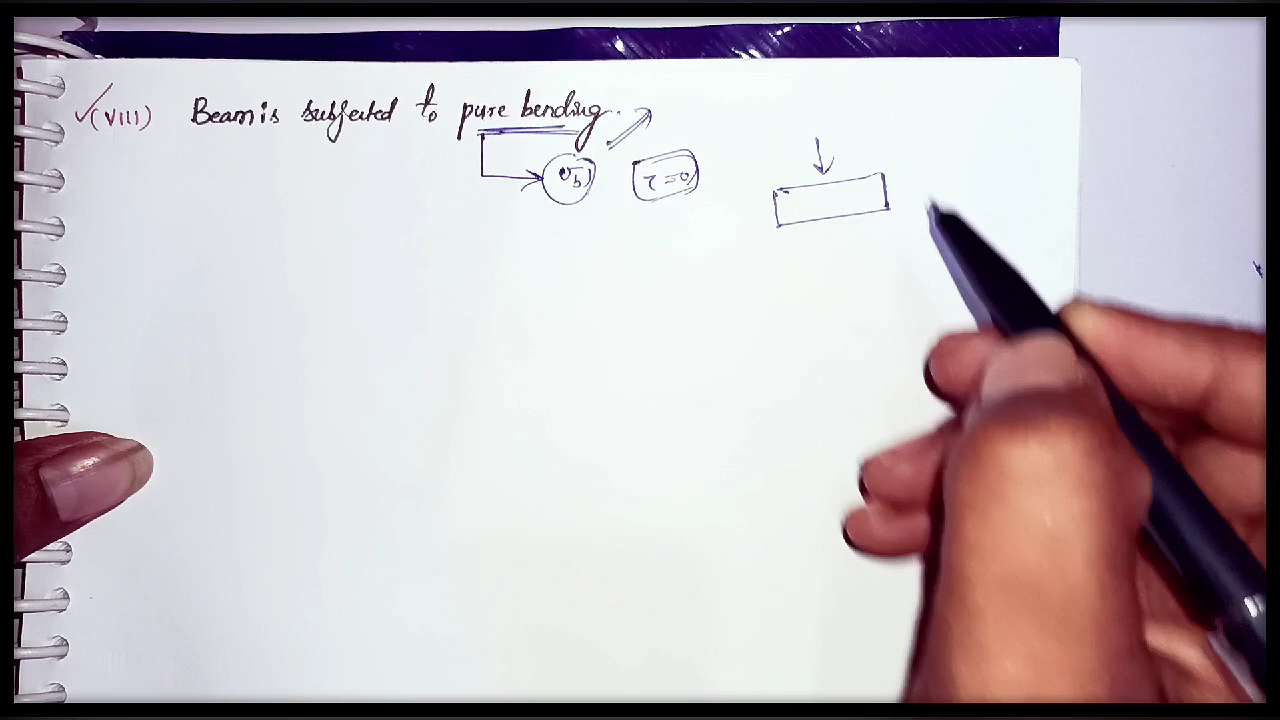 (VIII) Beam is subjected to pure bending.
σb τ=0